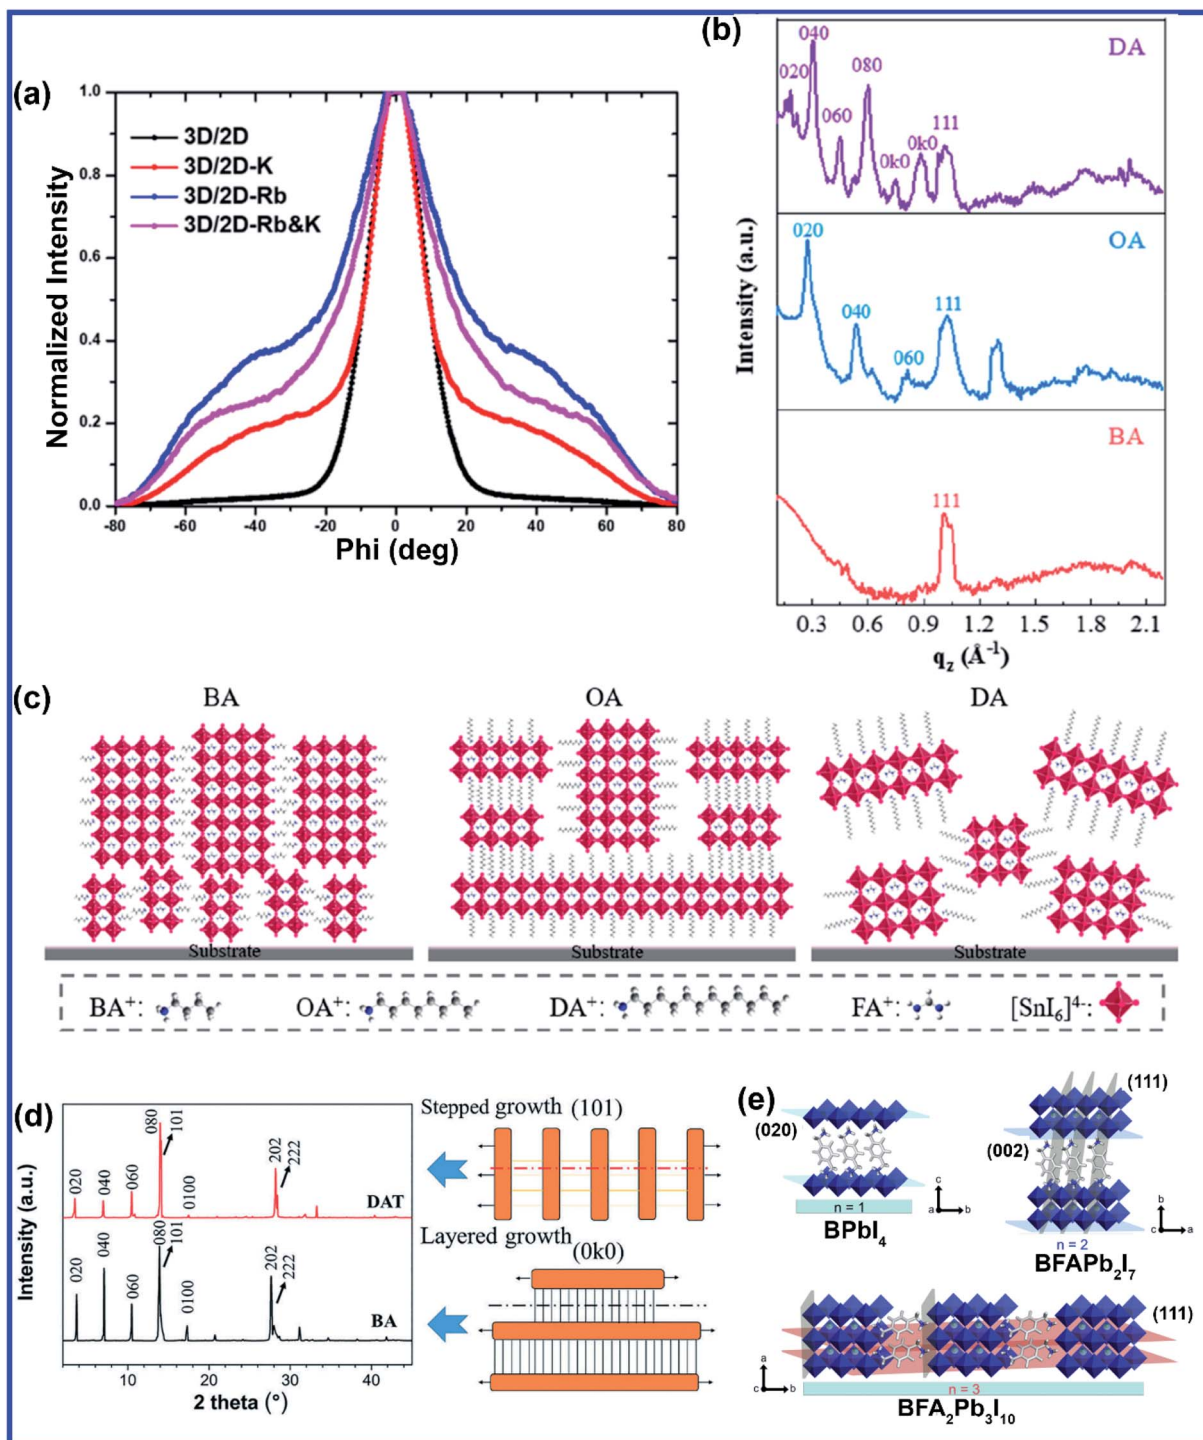 (a)
1.0
0.8
0.6
0.4
0.2
0.0
Normalized Intensity
3D/2D
3D/2D-K
3D/2D-Rb
3D/2D-Rb&K
-80 -60 -40 -20 0 20 40 60 80
Phi (deg)
(b)
DA
020
040
060
080
0k0
0k0
111
OA
020
040
060
111
BA
111
Intensity (a.u.)
0.3 0.6 0.9 1.2 1.5 1.8 2.1
q_z (Å⁻¹)
(c)
BA
OA
DA
Substrate
Substrate
Substrate
BA⁺:
OA⁺:
DA⁺:
FA⁺:
[SnI₆]⁴⁻:
(d)
Intensity (a.u.)
020
040
060
080
101
0100
202
222
DAT
020
040
060
080
101
0100
202
222
BA
10 20 30 40
2 theta (°)
Stepped growth (101)
Layered growth
(0k0)
(e)
(020)
n = 1
BPbI₄
c
a
b
(111)
(002)
n = 2
BFAPb₂I₇
b
c
a
(111)
n = 3
BFA₂Pb₃I₁₀
a
c
b